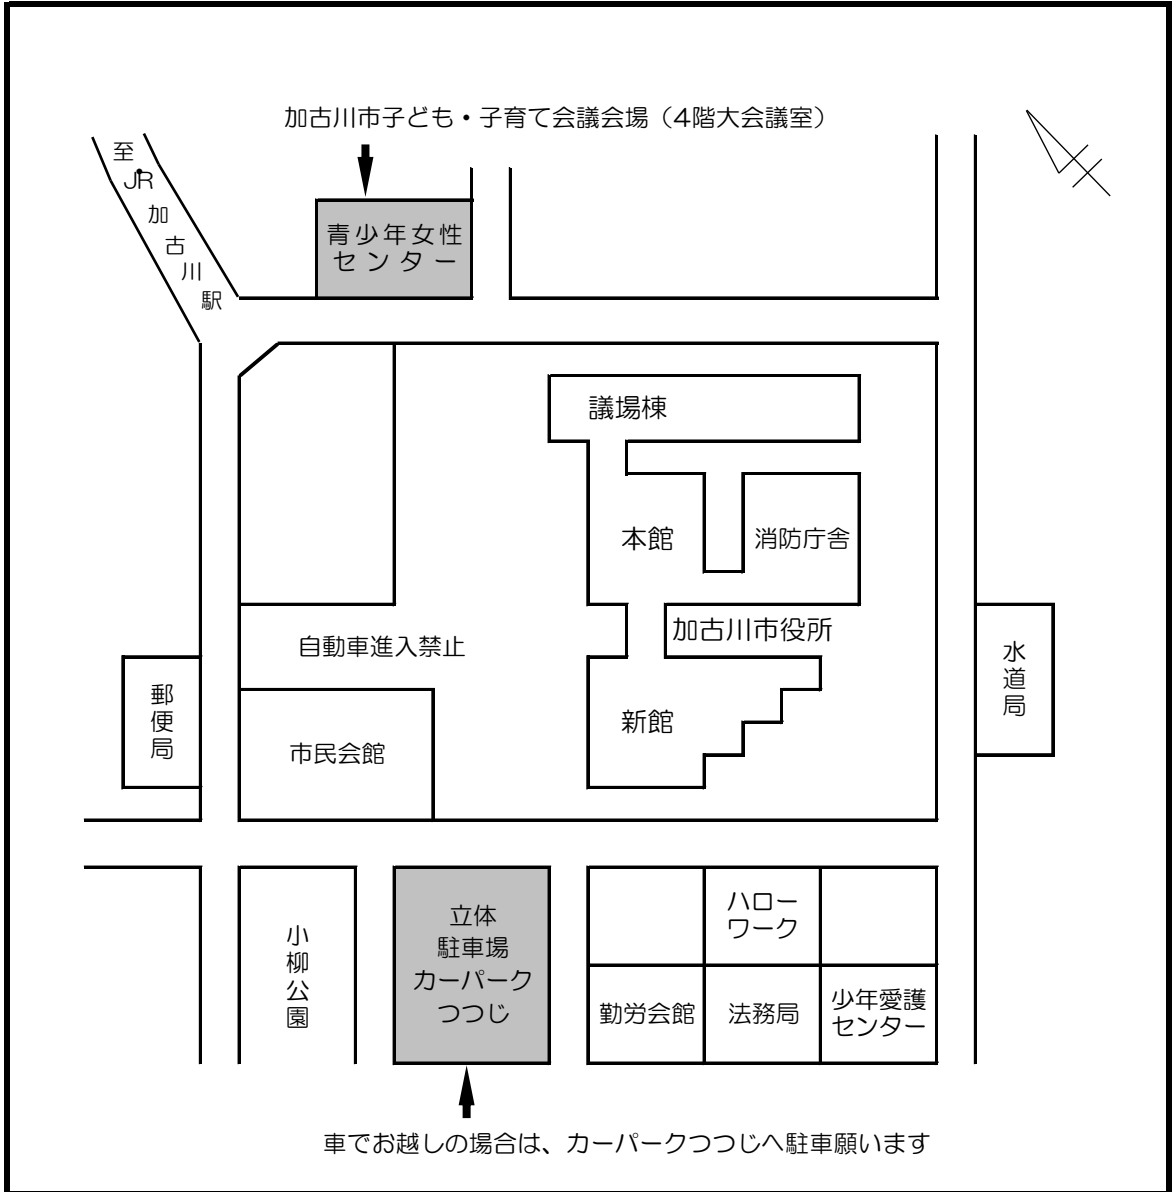 加古川市子ども・子育て会議会場（4階大会議室）
至
JR
加
古
川
駅
青少年女性
センター
議場棟
本館
消防庁舎
加古川市役所
自動車進入禁止
水道局
郵便局
新館
市民会館
ハロー
ワーク
立体
駐車場
カーパーク
つつじ
小柳公園
勤労会館
法務局
少年愛護
センター
車でお越しの場合は、カーパークつつじへ駐車願います